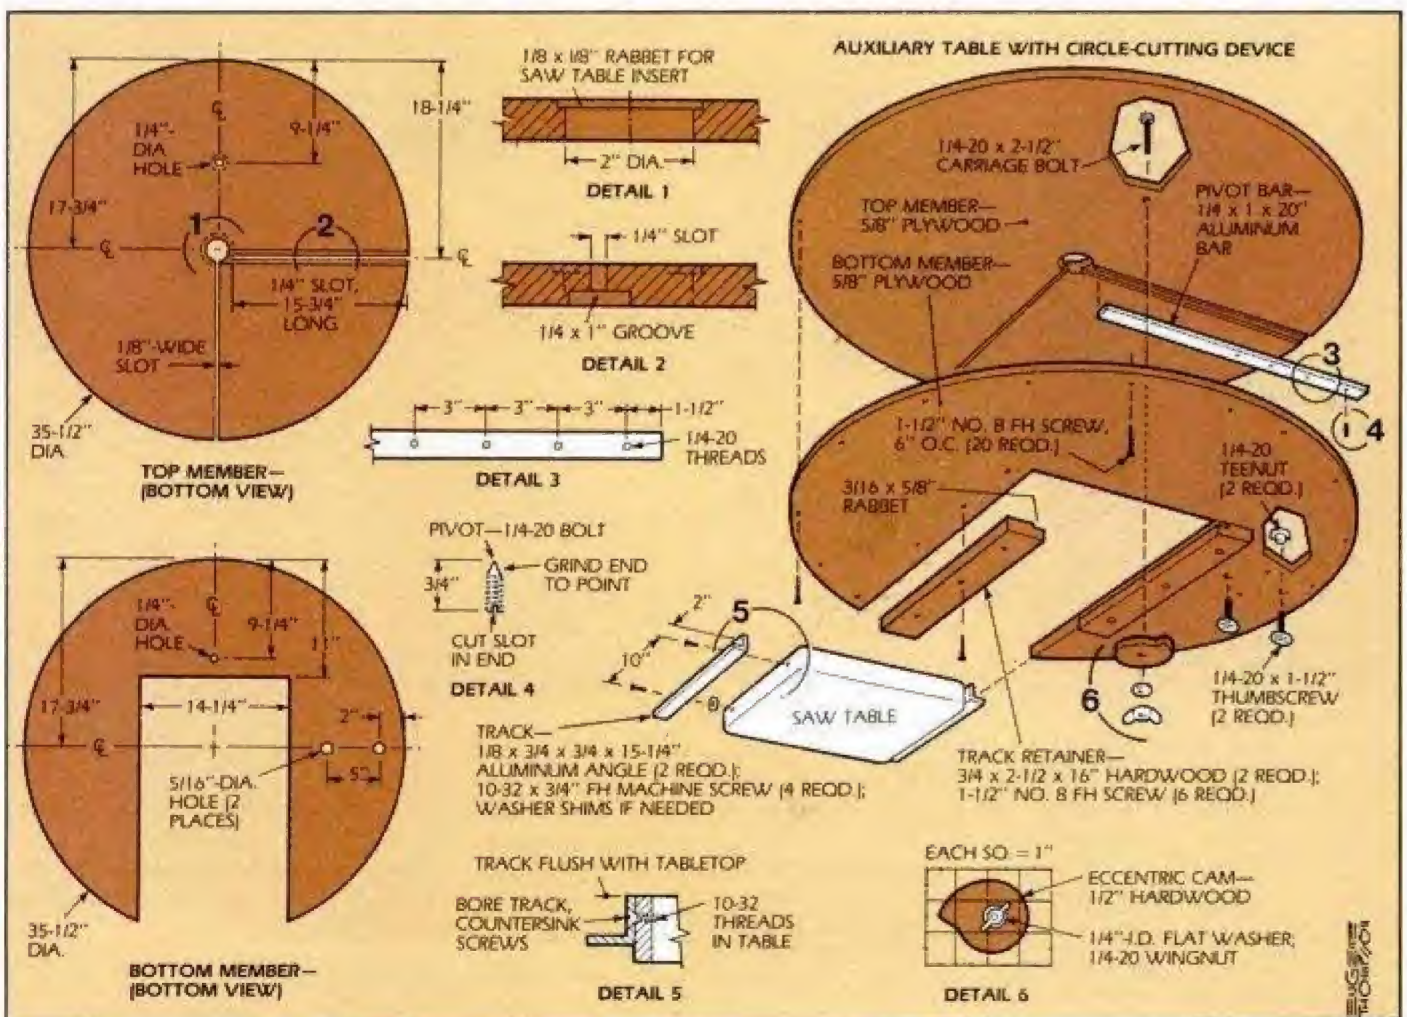 AUXILIARY TABLE WITH CIRCLE-CUTTING DEVICE
18-1/4"
9-1/4"
℄
1/4"-
DIA
HOLE
17-3/4"
℄
1
2
℄
1/4" SLOT,
15-3/4"
LONG
1/8"-WIDE
SLOT
35-1/2"
DIA.
TOP MEMBER—
(BOTTOM VIEW)
1/8 x 1/8" RABBET FOR
SAW TABLE INSERT
2" DIA.
DETAIL 1
1/4" SLOT
1/4 x 1" GROOVE
DETAIL 2
3"
3"
3"
1-1/2"
1/4-20
THREADS
DETAIL 3
PIVOT—1/4-20 BOLT
3/4"
GRIND END
TO POINT
CUT SLOT
IN END
DETAIL 4
1/4-20 x 2-1/2"
CARRIAGE BOLT
TOP MEMBER—
5/8" PLYWOOD
BOTTOM MEMBER—
5/8" PLYWOOD
PIVOT BAR—
1/4 x 1 x 20"
ALUMINUM
BAR
3
4
1-1/2" NO. 8 FH SCREW,
6" O.C. (20 REQD.)
1/4-20
TEENUT
(2 REQD.)
3/16 x 5/8"
RABBET
1/4-20 x 1-1/2"
THUMBSCREW
(2 REQD.)
6
2"
5
10"
SAW TABLE
TRACK—
1/8 x 3/4 x 3/4 x 15-1/4"
ALUMINUM ANGLE (2 REQD.);
10-32 x 3/4" FH MACHINE SCREW (4 REQD.);
WASHER SHIMS IF NEEDED
TRACK RETAINER—
3/4 x 2-1/2 x 16" HARDWOOD (2 REQD.);
1-1/2" NO. 8 FH SCREW (6 REQD.)
1/4"-
DIA.
HOLE
℄
9-1/4"
11"
17-3/4"
14-1/4"
2"
℄
5"
5/16"-DIA.
HOLE (2
PLACES)
35-1/2"
DIA.
BOTTOM MEMBER—
(BOTTOM VIEW)
TRACK FLUSH WITH TABLETOP
BORE TRACK,
COUNTERSINK
SCREWS
10-32
THREADS
IN TABLE
DETAIL 5
EACH SQ. = 1"
ECCENTRIC CAM—
1/2" HARDWOOD
1/4"-I.D. FLAT WASHER;
1/4-20 WINGNUT
DETAIL 6
EUGENE
THOMPSON